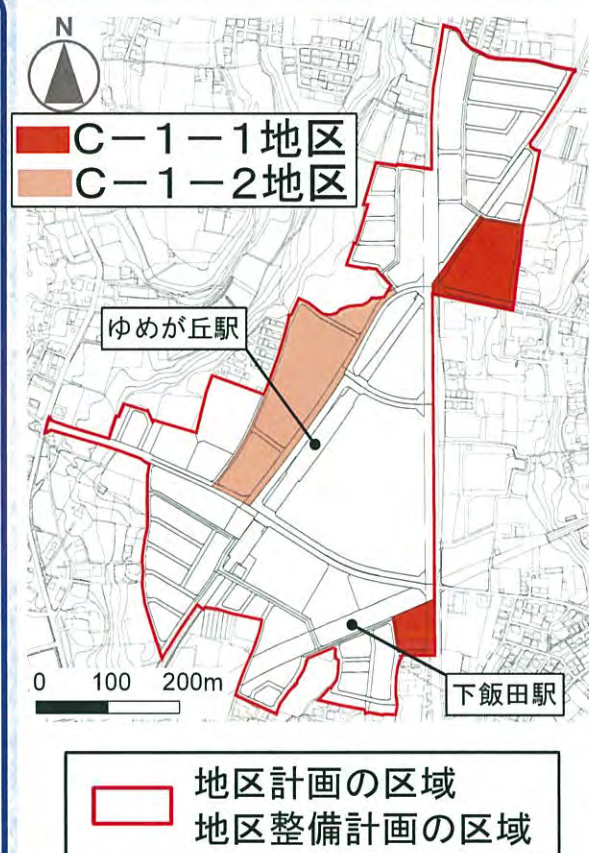 N
C－1－1地区
C－1－2地区
ゆめが丘駅
下飯田駅
0 100 200m
地区計画の区域
地区整備計画の区域